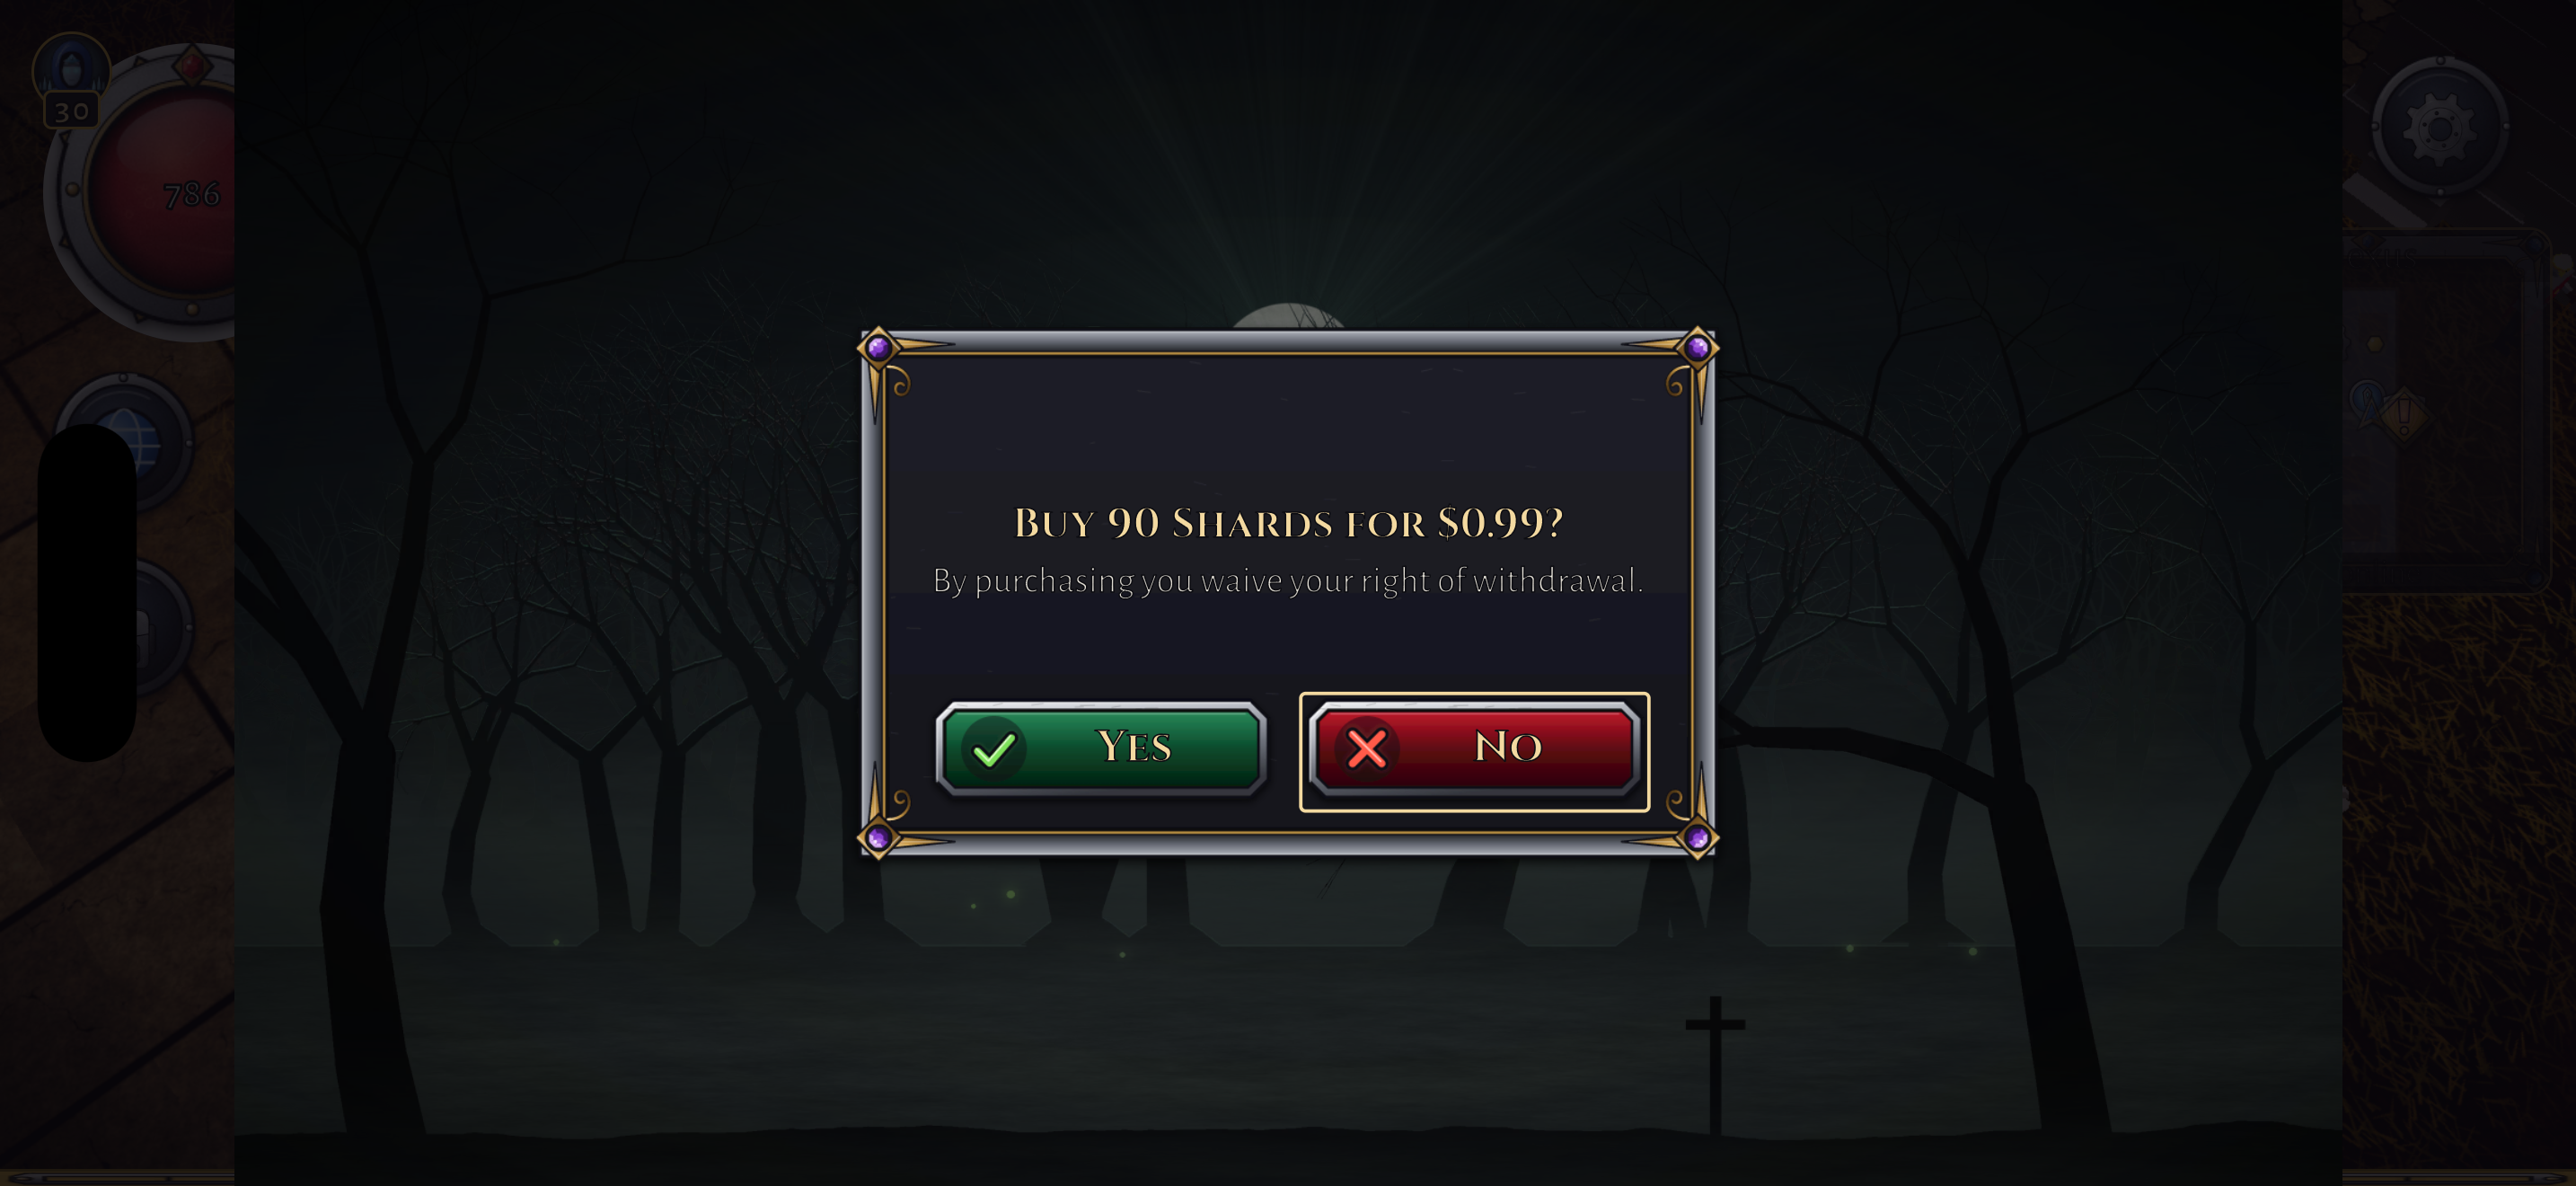 30
786
Buy 90 Shards for $0.99?
By purchasing you waive your right of withdrawal.
Yes
No